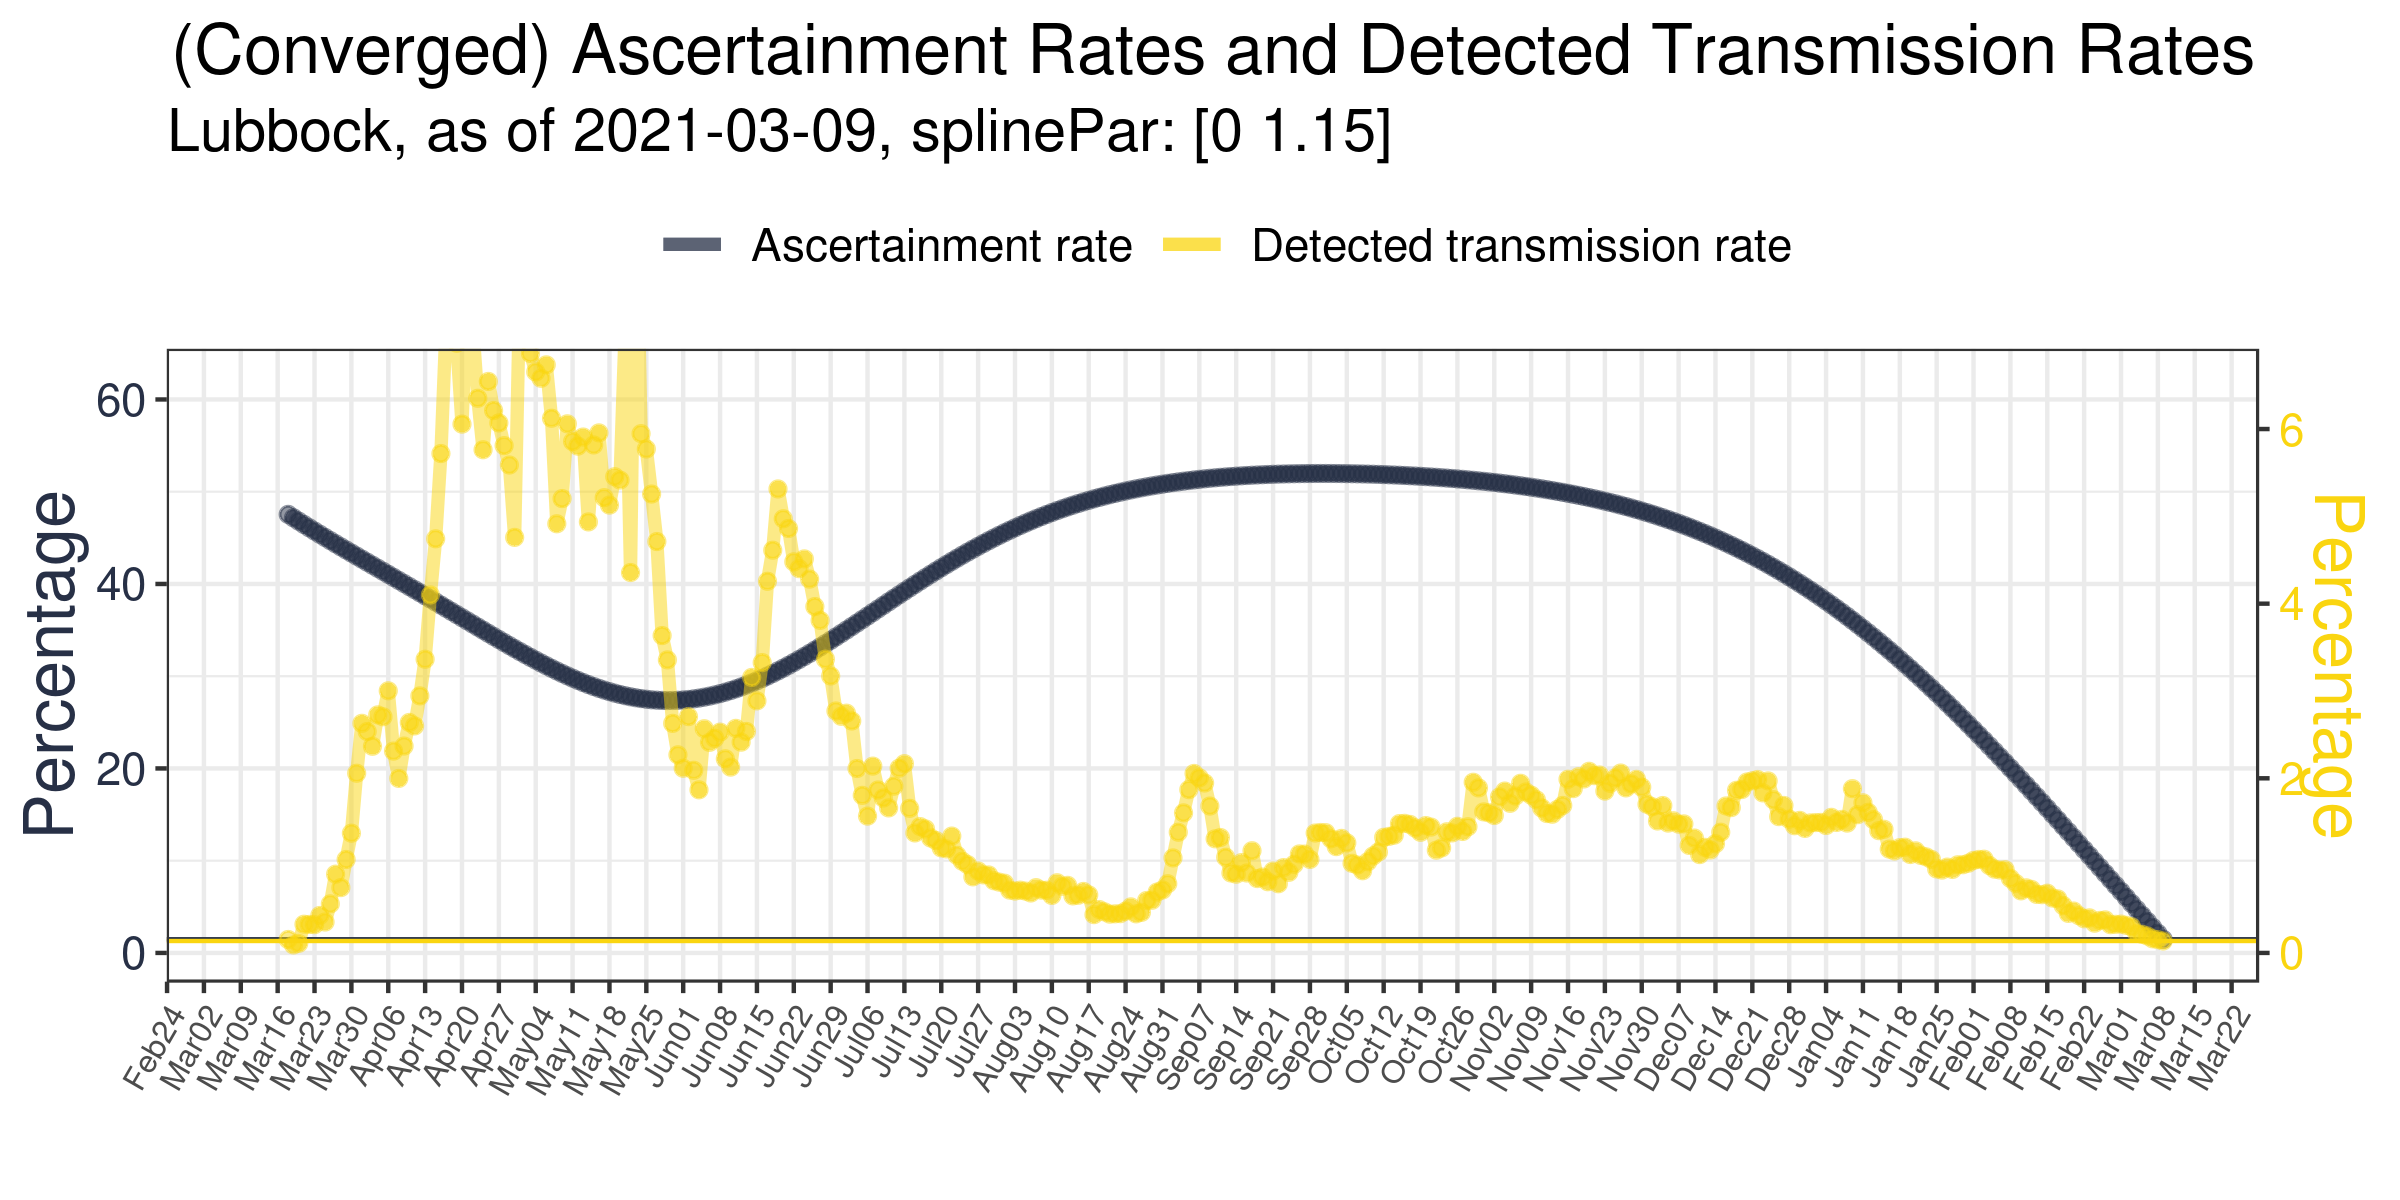 (Converged) Ascertainment Rates and Detected Transmission Rates
Lubbock, as of 2021-03-09, splinePar: [0 1.15]
Ascertainment rate
Detected transmission rate
Percentage
60
40
20
0
6
4
2
0
Percentage
Feb24
Mar02
Mar09
Mar16
Mar23
Mar30
Apr06
Apr13
Apr20
Apr27
May04
May11
May18
May25
Jun01
Jun08
Jun15
Jun22
Jun29
Jul06
Jul13
Jul20
Jul27
Aug03
Aug10
Aug17
Aug24
Aug31
Sep07
Sep14
Sep21
Sep28
Oct05
Oct12
Oct19
Oct26
Nov02
Nov09
Nov16
Nov23
Nov30
Dec07
Dec14
Dec21
Dec28
Jan04
Jan11
Jan18
Jan25
Feb01
Feb08
Feb15
Feb22
Mar01
Mar08
Mar15
Mar22